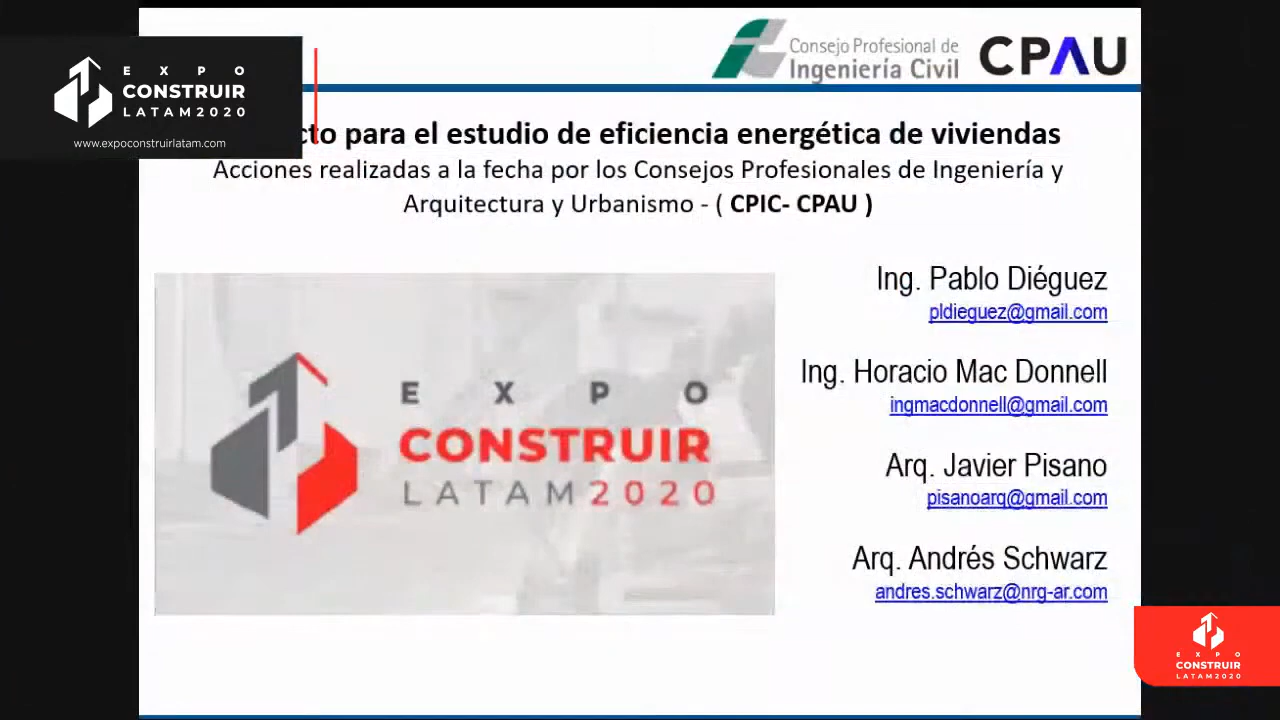 Consejo Profesional de
Ingeniería Civil
CPAU
EXPO
CONSTRUIR
LATAM2020
www.expoconstruirlatam.com
cto para el estudio de eficiencia energética de viviendas
Acciones realizadas a la fecha por los Consejos Profesionales de Ingeniería y
Arquitectura y Urbanismo - ( CPIC- CPAU )
Ing. Pablo Diéguez
pldieguez@gmail.com
Ing. Horacio Mac Donnell
ingmacdonnell@gmail.com
Arq. Javier Pisano
pisanoarq@gmail.com
Arq. Andrés Schwarz
andres.schwarz@nrg-ar.com
EXPO
CONSTRUIR
LATAM2020
EXPO
CONSTRUIR
LATAM2020